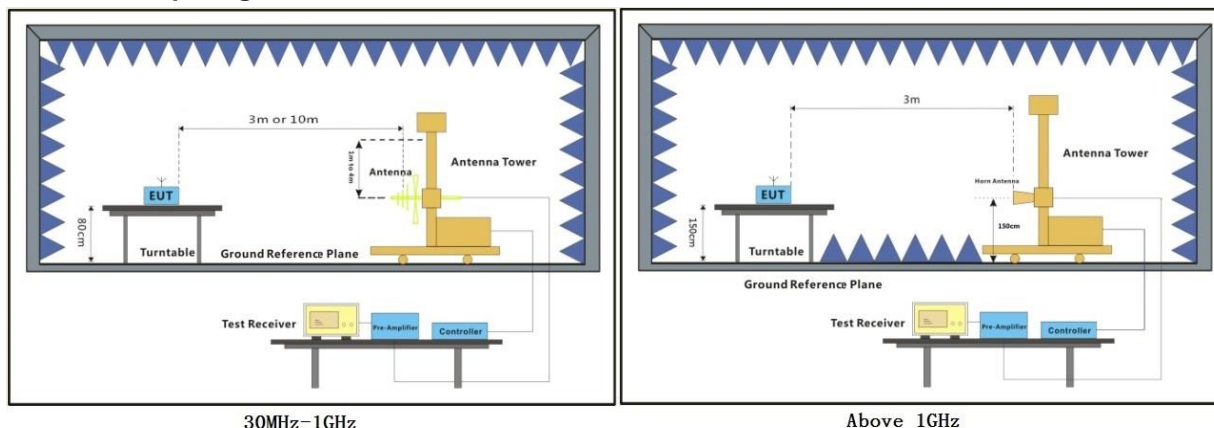 3m or 10m
1m to 4m
Antenna
Antenna Tower
EUT
80cm
Turntable
Ground Reference Plane
Test Receiver
Pre-Amplifier
Controller
30MHz-1GHz
3m
Horn Antenna
Antenna Tower
EUT
150cm
150cm
Turntable
Ground Reference Plane
Test Receiver
Pre-Amplifier
Controller
Above 1GHz